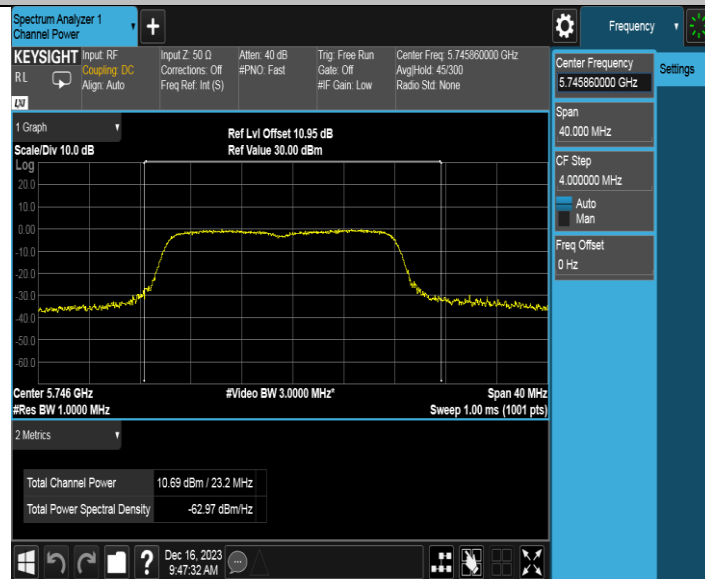 Spectrum Analyzer 1
Channel Power
+
Frequency
KEYSIGHT
RL
LXI
Input: RF
Coupling: DC
Align: Auto
Input Z: 50 Ω
Corrections: Off
Freq Ref: Int (S)
Atten: 40 dB
#PNO: Fast
Trig: Free Run
Gate: Off
#IF Gain: Low
Center Freq: 5.745860000 GHz
Avg|Hold: 45/300
Radio Std: None
Center Frequency
5.745860000 GHz
Settings
Span
40.000 MHz
CF Step
4.000000 MHz
Auto
Man
Freq Offset
0 Hz
1 Graph
Scale/Div 10.0 dB
Ref Lvl Offset 10.95 dB
Ref Value 30.00 dBm
Log
20.0
10.0
0.00
-10.0
-20.0
-30.0
-40.0
-50.0
-60.0
Center 5.746 GHz
#Video BW 3.0000 MHz*
Span 40 MHz
#Res BW 1.0000 MHz
Sweep 1.00 ms (1001 pts)
2 Metrics
Total Channel Power 10.69 dBm / 23.2 MHz
Total Power Spectral Density -62.97 dBm/Hz
?
Dec 16, 2023
9:47:32 AM